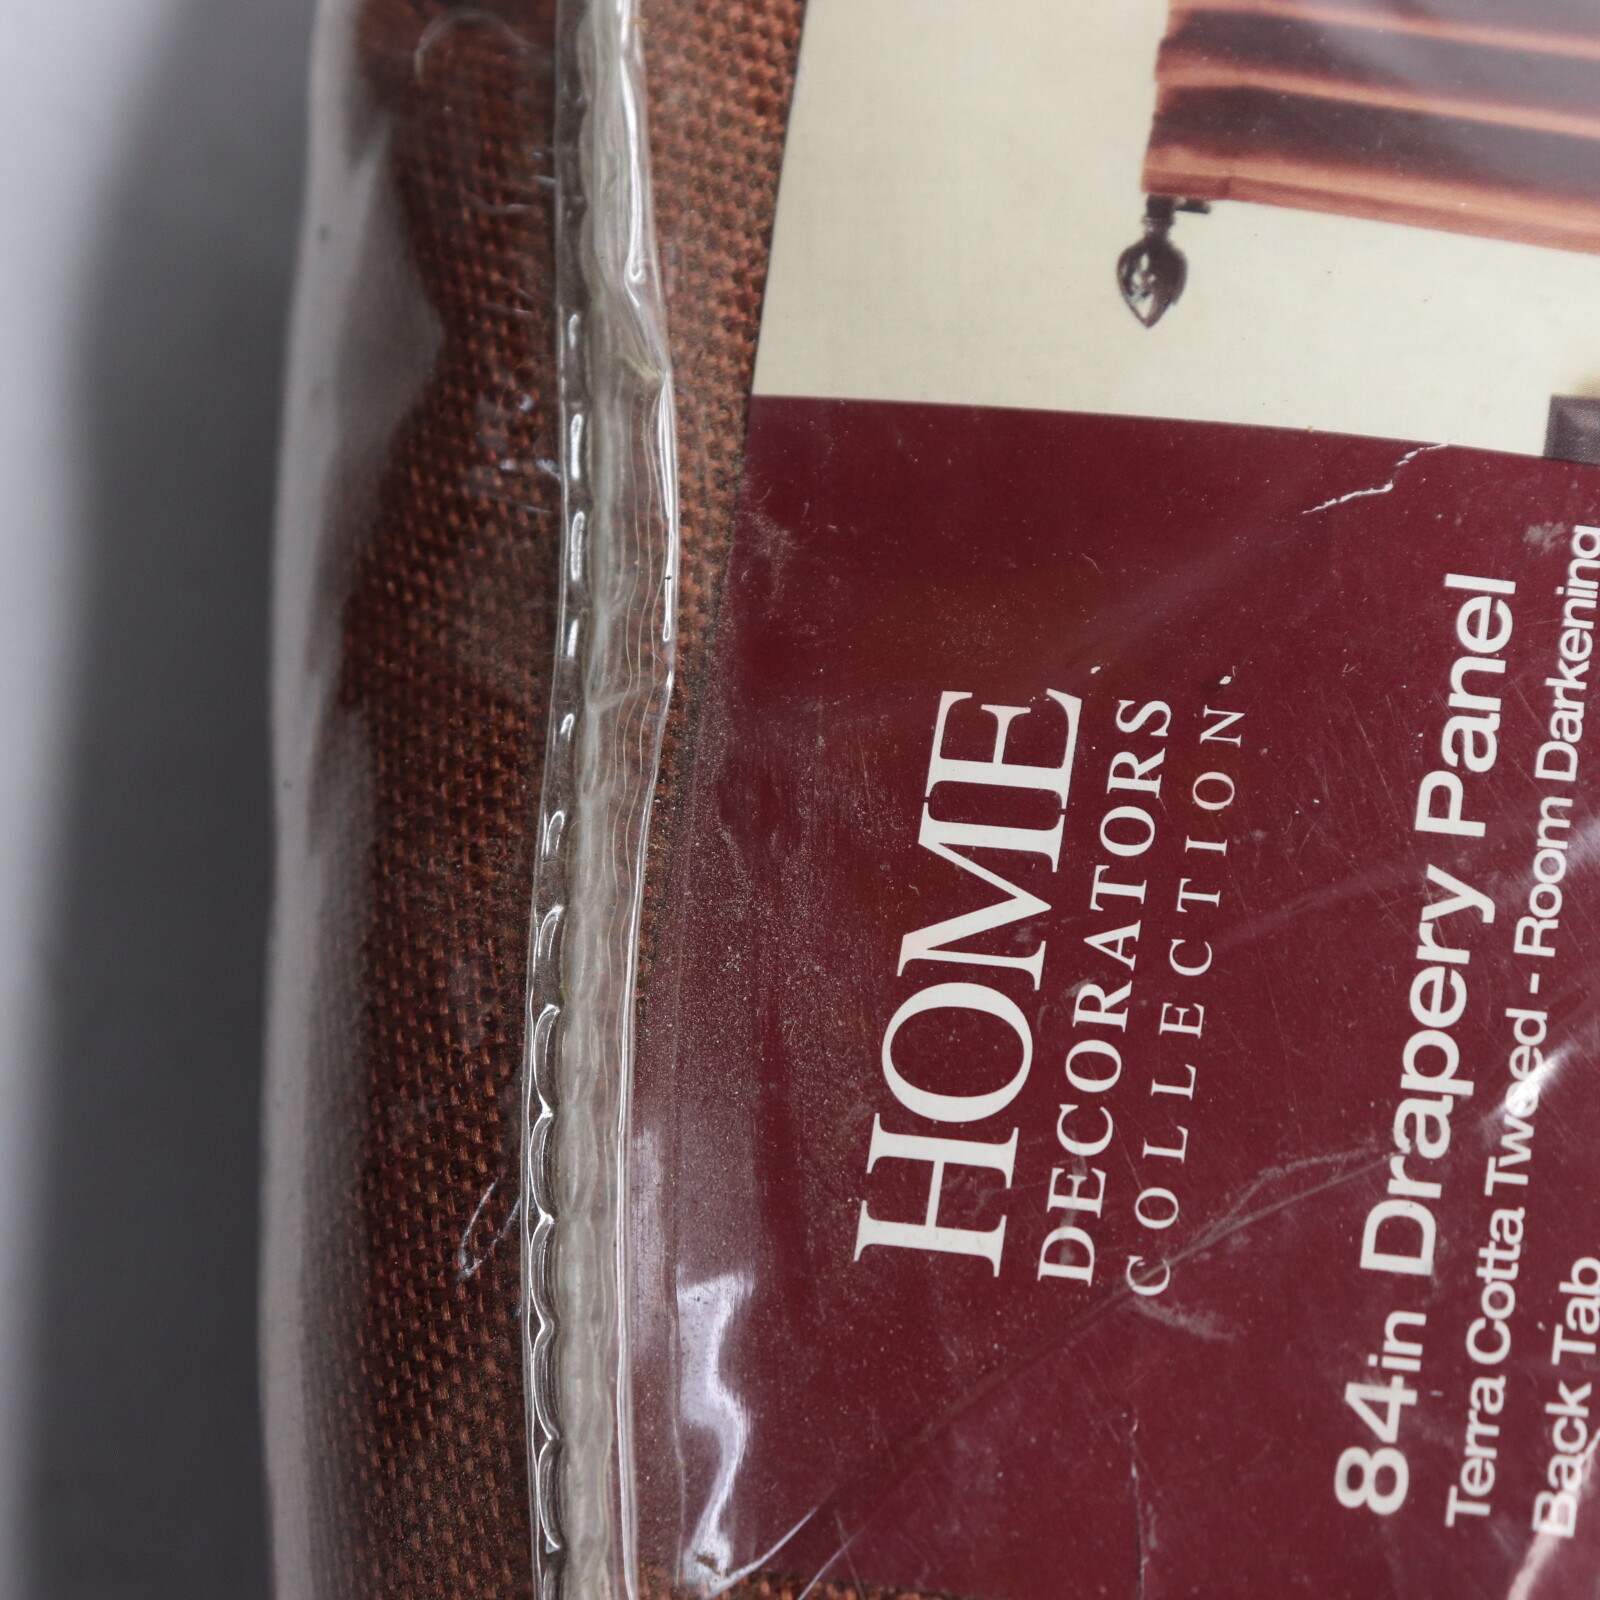 HOME
DECORATORS
COLLECTION
84in Drapery Panel
Terra Cotta Tweed - Room Darkening
Back Tab